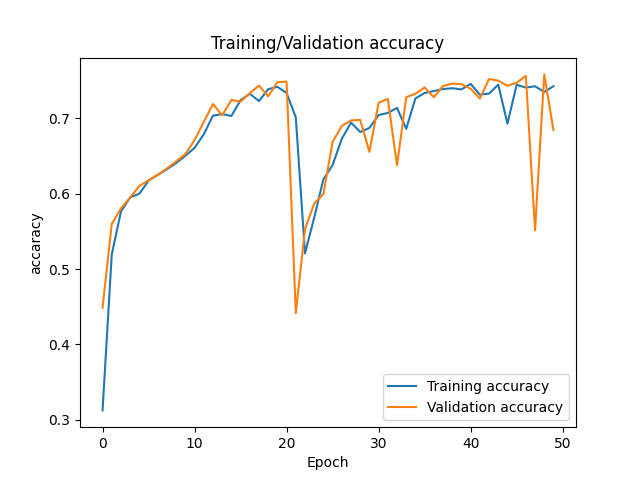 Training/Validation accuracy
accaracy
0.7
0.6
0.5
0.4
0.3
0
10
20
30
40
50
Epoch
Training accuracy
Validation accuracy